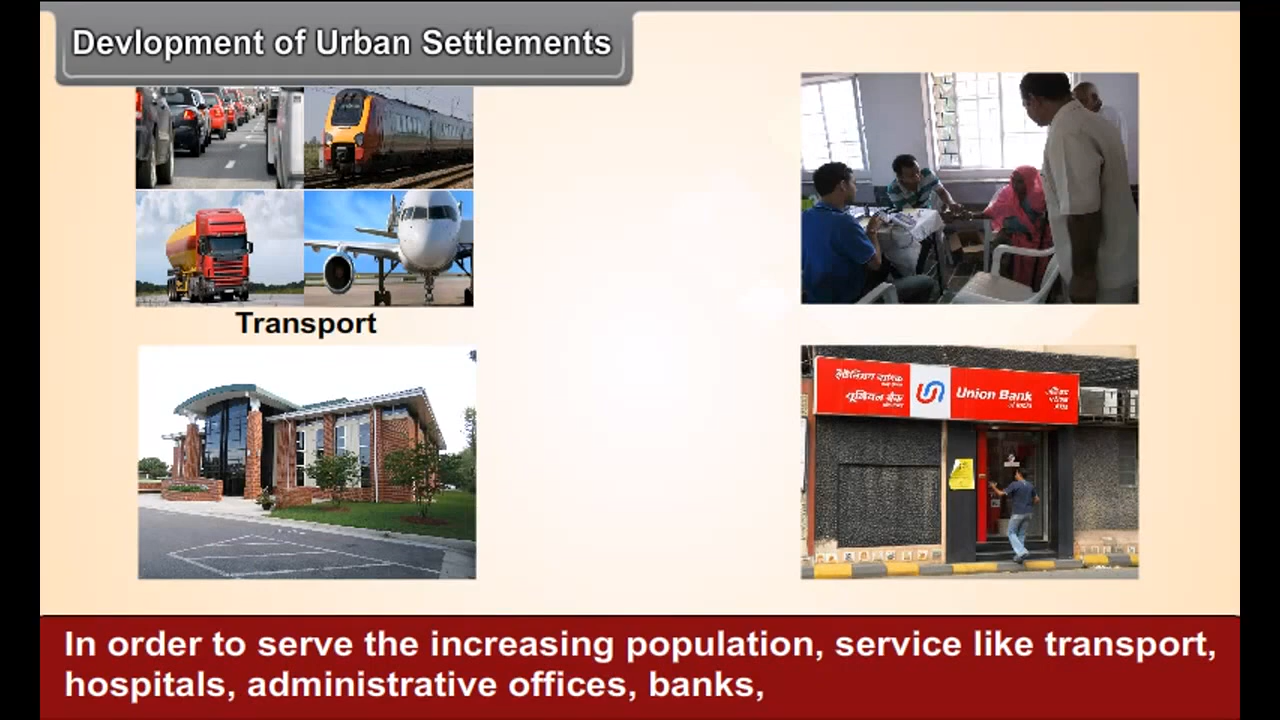 Devlopment of Urban Settlements
Transport
यूनियन बैंक
Union Bank
In order to serve the increasing population, service like transport,
hospitals, administrative offices, banks,